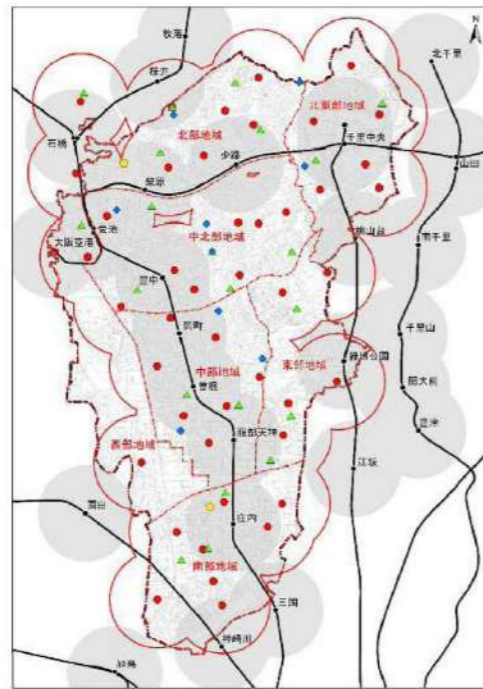 N
牧落
桜井
北千里
北東部地域
石橋
北部地域
千里中央
少路
山田
柴原
蛍池
大阪空港
中北部地域
桃山台
南千里
豊中
岡町
千里山
緑地公園
中部地域
東部地域
曽根
関大前
豊津
服部天神
西部地域
江坂
園田
庄内
南部地域
三国
神崎川
加島